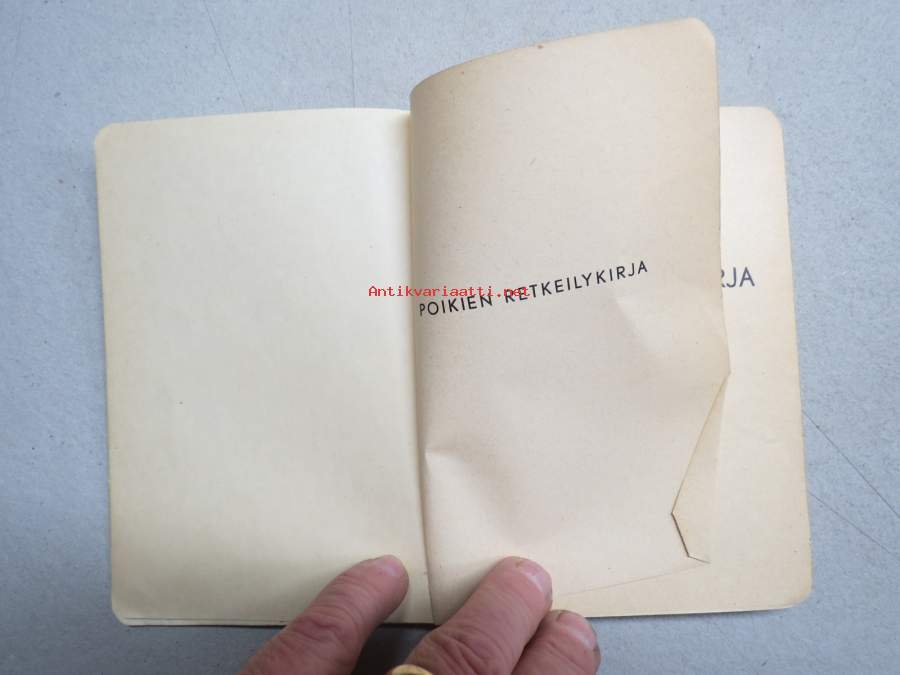 Antikvariaatti.net
POIKIEN RETKEILYKIRJA
RJA